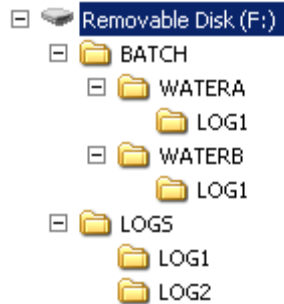 Removable Disk (F:)
BATCH
WATERA
LOG1
WATERB
LOG1
LOGS
LOG1
LOG2